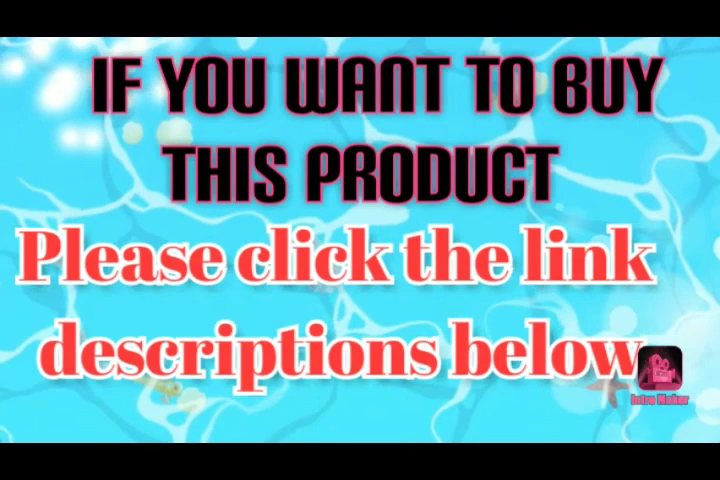 IF YOU WANT TO BUY
THIS PRODUCT
Please click the link
descriptions below
Intro Maker